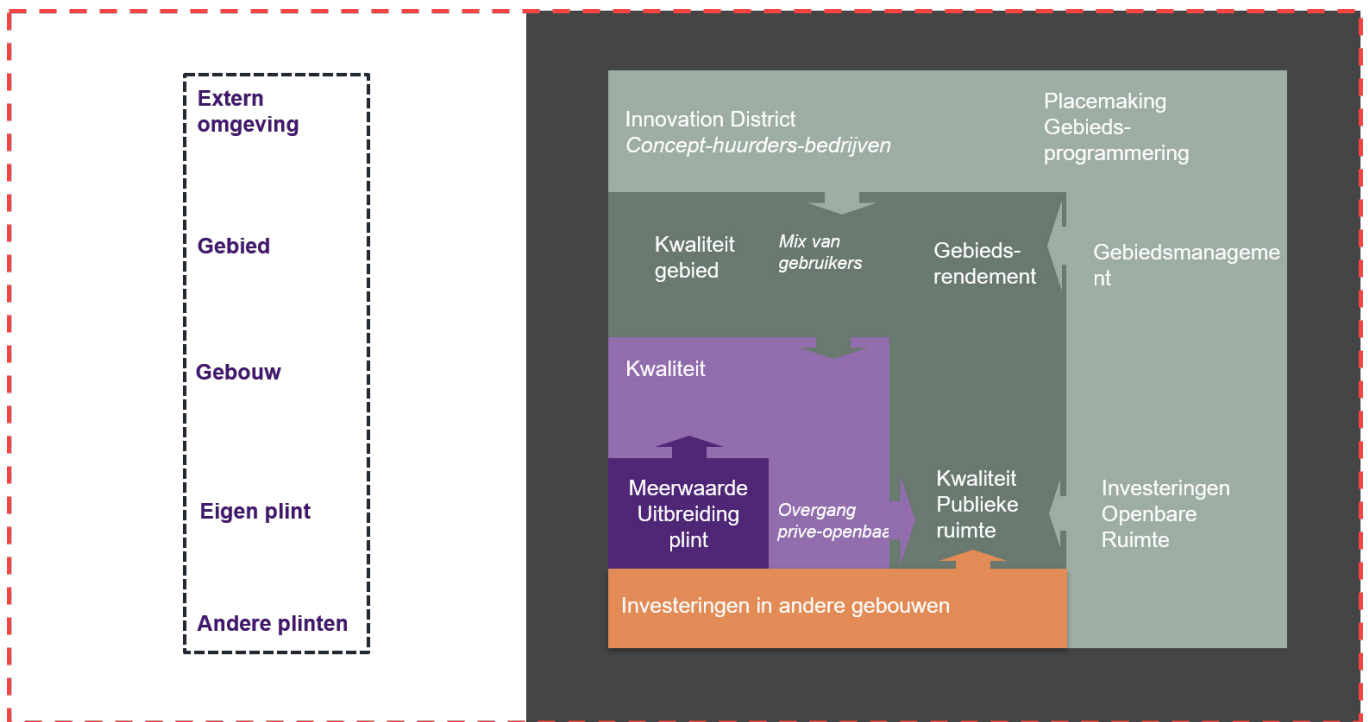 Extern
omgeving
Gebied
Gebouw
Eigen plint
Andere plinten
Innovation District
Concept-huurders-bedrijven
Placemaking
Gebieds-
programmering
Kwaliteit
gebied
Mix van
gebruikers
Gebieds-
rendement
Gebiedsmanageme
nt
Kwaliteit
Meerwaarde
Uitbreiding
plint
Overgang
prive-openbaa
Kwaliteit
Publieke
ruimte
Investeringen
Openbare
Ruimte
Investeringen in andere gebouwen